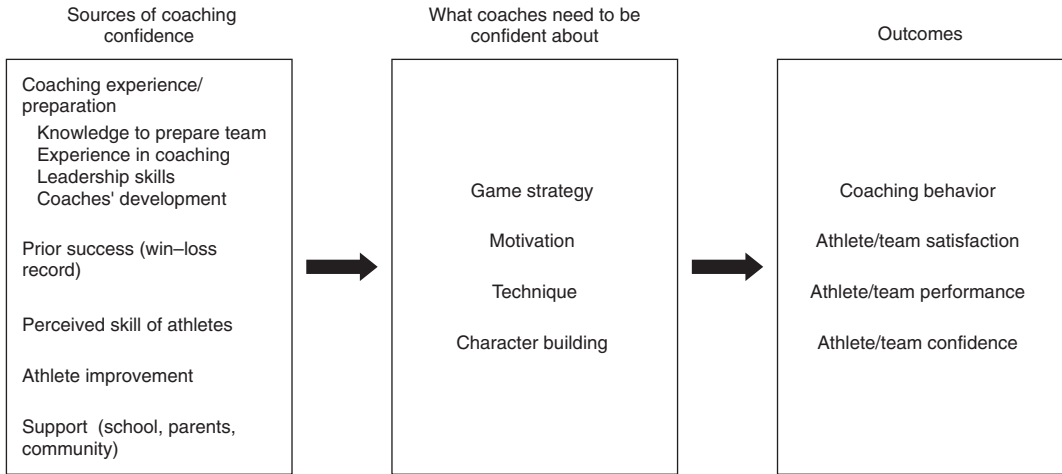 Sources of coaching
confidence
Coaching experience/
preparation
Knowledge to prepare team
Experience in coaching
Leadership skills
Coaches' development
Prior success (win–loss
record)
Perceived skill of athletes
Athlete improvement
Support (school, parents,
community)
What coaches need to be
confident about
Game strategy
Motivation
Technique
Character building
Outcomes
Coaching behavior
Athlete/team satisfaction
Athlete/team performance
Athlete/team confidence